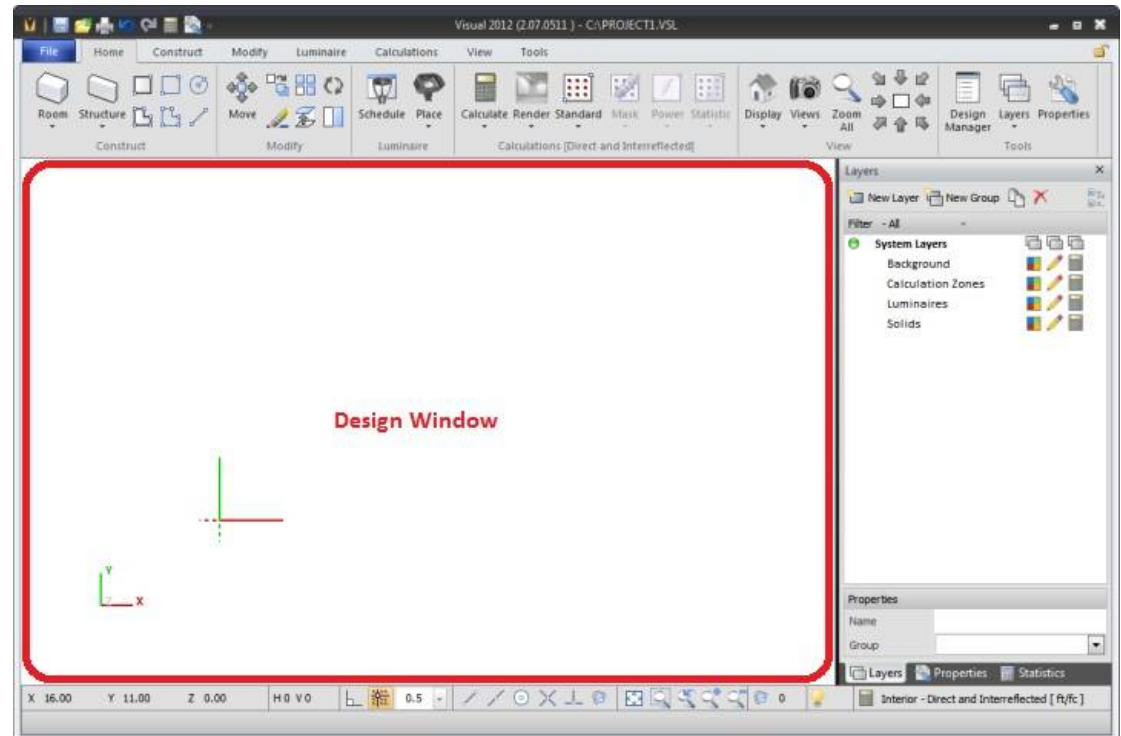 Visual 2012 (2.07.0511 ) - C:\PROJECT1.VSL
File Home Construct Modify Luminaire Calculations View Tools
Room Structure Move Schedule Place Calculate Render Standard Mask Power Statistic Display Views Zoom All Design Manager Layers Properties
Construct Modify Luminaire Calculations [Direct and Interreflected] View Tools
Layers
New Layer New Group
Filter - All -
System Layers
Background
Calculation Zones
Luminaires
Solids
Design Window
Y
Z X
Properties
Name
Group
Layers Properties Statistics
X 16.00 Y 11.00 Z 0.00 H 0 V 0 0.5 0 Interior - Direct and Interreflected [ ft/fc ]